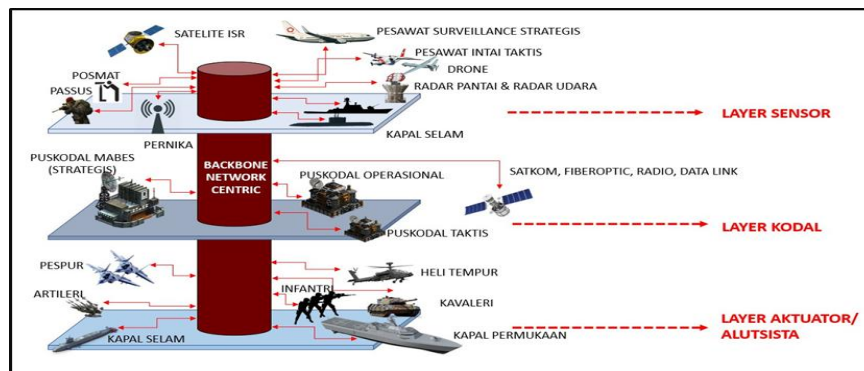 SATELITE ISR
PESAWAT SURVEILLANCE STRATEGIS
PESAWAT INTAI TAKTIS
DRONE
POSMAT
PASSUS
RADAR PANTAI & RADAR UDARA
PERNIKA
KAPAL SELAM
LAYER SENSOR
PUSKODAL MABES
(STRATEGIS)
BACKBONE
NETWORK
CENTRIC
PUSKODAL OPERASIONAL
SATKOM, FIBEROPTIC, RADIO, DATA LINK
PUSKODAL TAKTIS
LAYER KODAL
PESPUR
HELI TEMPUR
ARTILERI
INFANTRI
KAVALERI
KAPAL SELAM
KAPAL PERMUKAAN
LAYER AKTUATOR/
ALUTSISTA